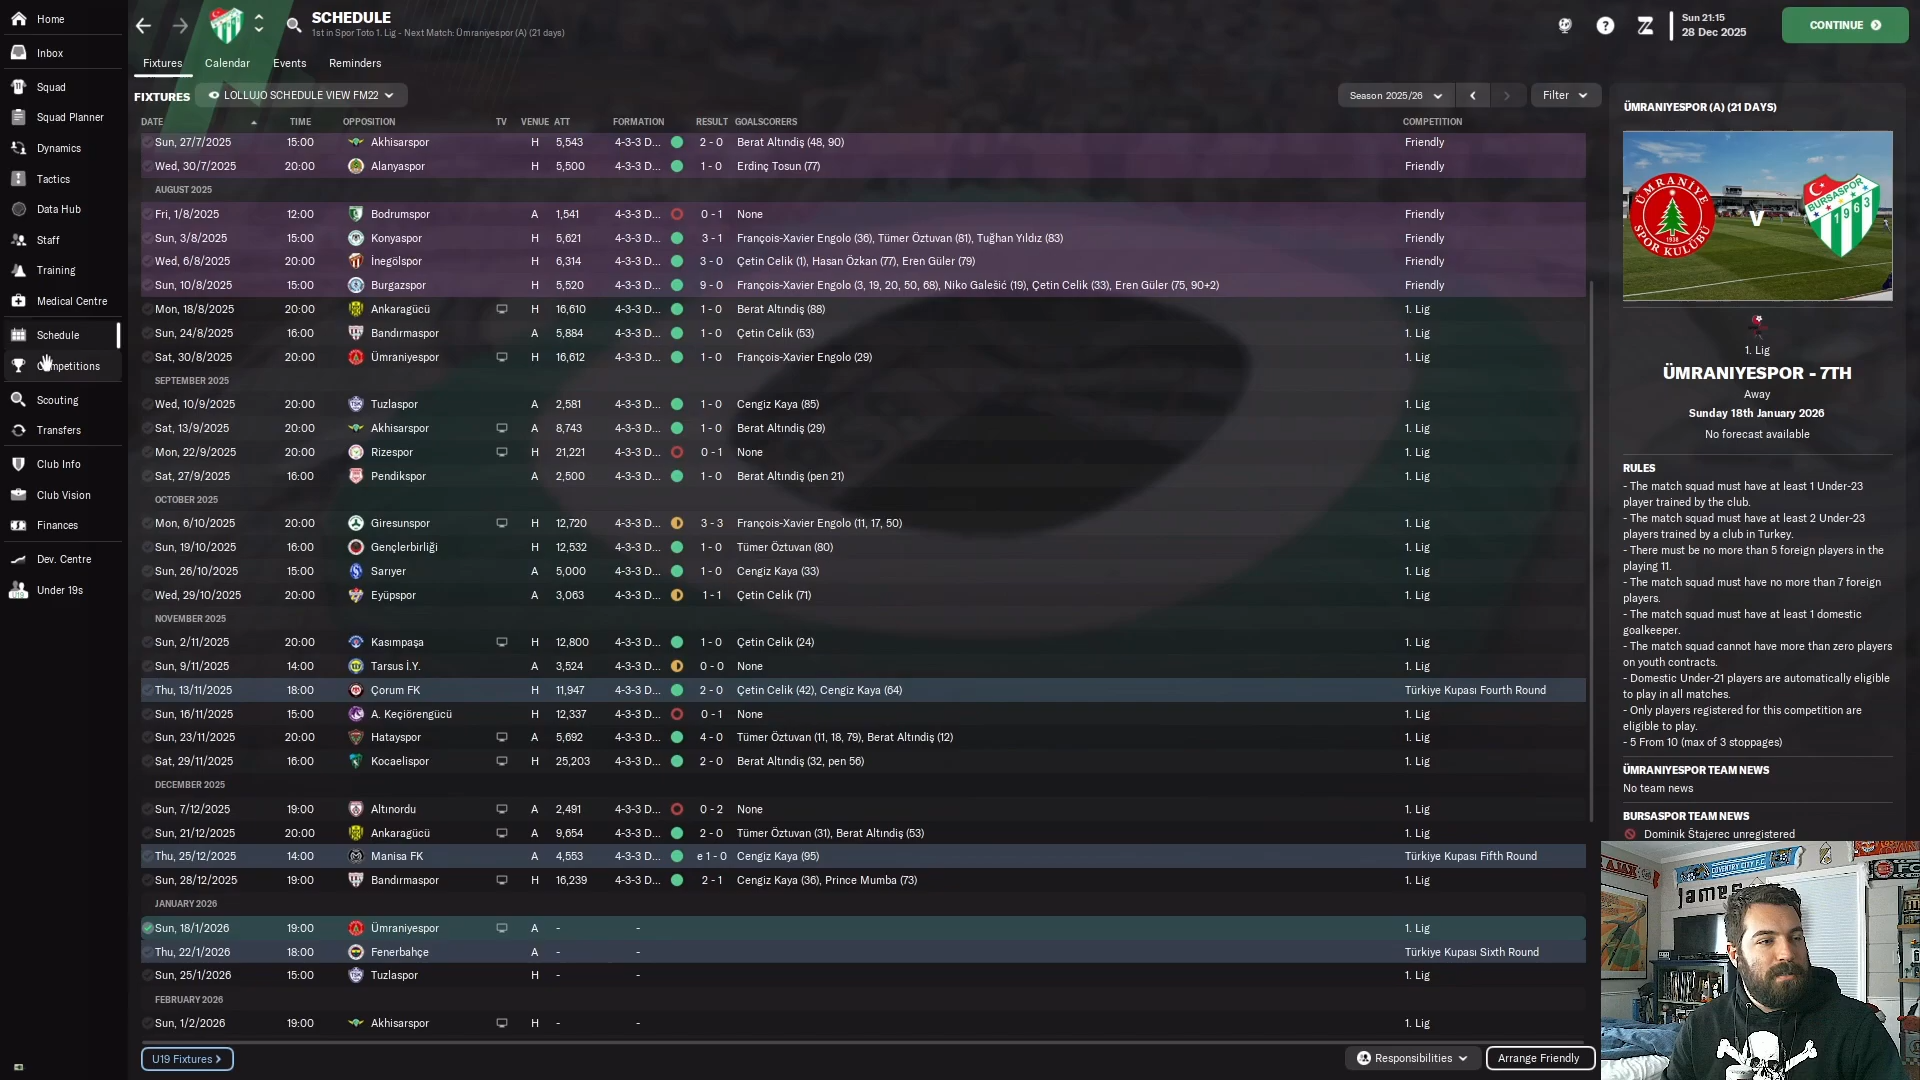 Home
Inbox
Squad
Squad Planner
Dynamics
Tactics
Data Hub
Staff
Training
Medical Centre
Schedule
Competitions
Scouting
Transfers
Club Info
Club Vision
Finances
Dev. Centre
Under 19s
SCHEDULE
1st in Spor Toto 1. Lig - Next Match: Ümraniyespor (A) (21 days)
Sun 21:15
28 Dec 2025
CONTINUE
Fixtures Calendar Events Reminders
FIXTURES LOLLUJO SCHEDULE VIEW FM22 Season 2025/26 Filter
DATE TIME OPPOSITION TV VENUE ATT FORMATION RESULT GOALSCORERS COMPETITION
Sun, 27/7/2025 15:00 Akhisarspor H 5,543 4-3-3 D... 2 - 0 Berat Altındiş (48, 90) Friendly
Wed, 30/7/2025 20:00 Alanyaspor H 5,500 4-3-3 D... 1 - 0 Erdinç Tosun (77) Friendly
AUGUST 2025
Fri, 1/8/2025 12:00 Bodrumspor A 1,541 4-3-3 D... 0 - 1 None Friendly
Sun, 3/8/2025 15:00 Konyaspor H 5,621 4-3-3 D... 3 - 1 François-Xavier Engolo (36), Tümer Öztuvan (81), Tuğhan Yıldız (83) Friendly
Wed, 6/8/2025 20:00 İnegölspor H 6,314 4-3-3 D... 3 - 0 Çetin Celik (1), Hasan Özkan (77), Eren Güler (79) Friendly
Sun, 10/8/2025 15:00 Burgazspor H 5,520 4-3-3 D... 9 - 0 François-Xavier Engolo (3, 19, 20, 50, 68), Niko Galešić (19), Çetin Celik (33), Eren Güler (75, 90+2) Friendly
Mon, 18/8/2025 20:00 Ankaragücü H 16,610 4-3-3 D... 1 - 0 Berat Altındiş (88) 1. Lig
Sun, 24/8/2025 16:00 Bandırmaspor A 5,884 4-3-3 D... 1 - 0 Çetin Celik (53) 1. Lig
Sat, 30/8/2025 20:00 Ümraniyespor H 16,612 4-3-3 D... 1 - 0 François-Xavier Engolo (29) 1. Lig
SEPTEMBER 2025
Wed, 10/9/2025 20:00 Tuzlaspor A 2,581 4-3-3 D... 1 - 0 Cengiz Kaya (85) 1. Lig
Sat, 13/9/2025 20:00 Akhisarspor A 8,743 4-3-3 D... 1 - 0 Berat Altındiş (29) 1. Lig
Mon, 22/9/2025 20:00 Rizespor H 21,221 4-3-3 D... 0 - 1 None 1. Lig
Sat, 27/9/2025 16:00 Pendikspor A 2,500 4-3-3 D... 1 - 0 Berat Altındiş (pen 21) 1. Lig
OCTOBER 2025
Mon, 6/10/2025 20:00 Giresunspor H 12,720 4-3-3 D... 3 - 3 François-Xavier Engolo (11, 17, 50) 1. Lig
Sun, 19/10/2025 16:00 Gençlerbirliği H 12,532 4-3-3 D... 1 - 0 Tümer Öztuvan (80) 1. Lig
Sun, 26/10/2025 15:00 Sarıyer A 5,000 4-3-3 D... 1 - 0 Cengiz Kaya (33) 1. Lig
Wed, 29/10/2025 20:00 Eyüpspor A 3,063 4-3-3 D... 1 - 1 Çetin Celik (71) 1. Lig
NOVEMBER 2025
Sun, 2/11/2025 20:00 Kasımpaşa H 12,800 4-3-3 D... 1 - 0 Çetin Celik (24) 1. Lig
Sun, 9/11/2025 14:00 Tarsus İ.Y. A 3,524 4-3-3 D... 0 - 0 None 1. Lig
Thu, 13/11/2025 18:00 Çorum FK H 11,947 4-3-3 D... 2 - 0 Çetin Celik (42), Cengiz Kaya (64) Türkiye Kupası Fourth Round
Sun, 16/11/2025 15:00 A. Keçiörengücü H 12,337 4-3-3 D... 0 - 1 None 1. Lig
Sun, 23/11/2025 20:00 Hatayspor A 5,692 4-3-3 D... 4 - 0 Tümer Öztuvan (11, 18, 79), Berat Altındiş (12) 1. Lig
Sat, 29/11/2025 16:00 Kocaelispor H 25,203 4-3-3 D... 2 - 0 Berat Altındiş (32, pen 56) 1. Lig
DECEMBER 2025
Sun, 7/12/2025 19:00 Altınordu A 2,491 4-3-3 D... 0 - 2 None 1. Lig
Sun, 21/12/2025 20:00 Ankaragücü A 9,654 4-3-3 D... 2 - 0 Tümer Öztuvan (31), Berat Altındiş (53) 1. Lig
Thu, 25/12/2025 14:00 Manisa FK A 4,553 4-3-3 D... e 1 - 0 Cengiz Kaya (95) Türkiye Kupası Fifth Round
Sun, 28/12/2025 19:00 Bandırmaspor H 16,239 4-3-3 D... 2 - 1 Cengiz Kaya (36), Prince Mumba (73) 1. Lig
JANUARY 2026
Sun, 18/1/2026 19:00 Ümraniyespor A - - 1. Lig
Thu, 22/1/2026 18:00 Fenerbahçe A - - Türkiye Kupası Sixth Round
Sun, 25/1/2026 15:00 Tuzlaspor H - - 1. Lig
FEBRUARY 2026
Sun, 1/2/2026 19:00 Akhisarspor H - - 1. Lig
U19 Fixtures >
Responsibilities Arrange Friendly
ÜMRANIYESPOR (A) (21 DAYS)
ÜMRANİYE
SPOR KULÜBÜ
V
BURSASPOR
1963
1. Lig
ÜMRANIYESPOR - 7TH
Away
Sunday 18th January 2026
No forecast available
RULES
- The match squad must have at least 1 Under-23
player trained by the club.
- The match squad must have at least 2 Under-23
players trained by a club in Turkey.
- There must be no more than 5 foreign players in the
playing 11.
- The match squad must have no more than 7 foreign
players.
- The match squad must have at least 1 domestic
goalkeeper.
- The match squad cannot have more than zero players
on youth contracts.
- Domestic Under-21 players are automatically eligible
to play in all matches.
- Only players registered for this competition are
eligible to play.
- 5 From 10 (max of 3 stoppages)
ÜMRANIYESPOR TEAM NEWS
No team news
BURSASPOR TEAM NEWS
Dominik Štajerec unregistered
COVENTRY CITY F.C.
AJAX
james
FC